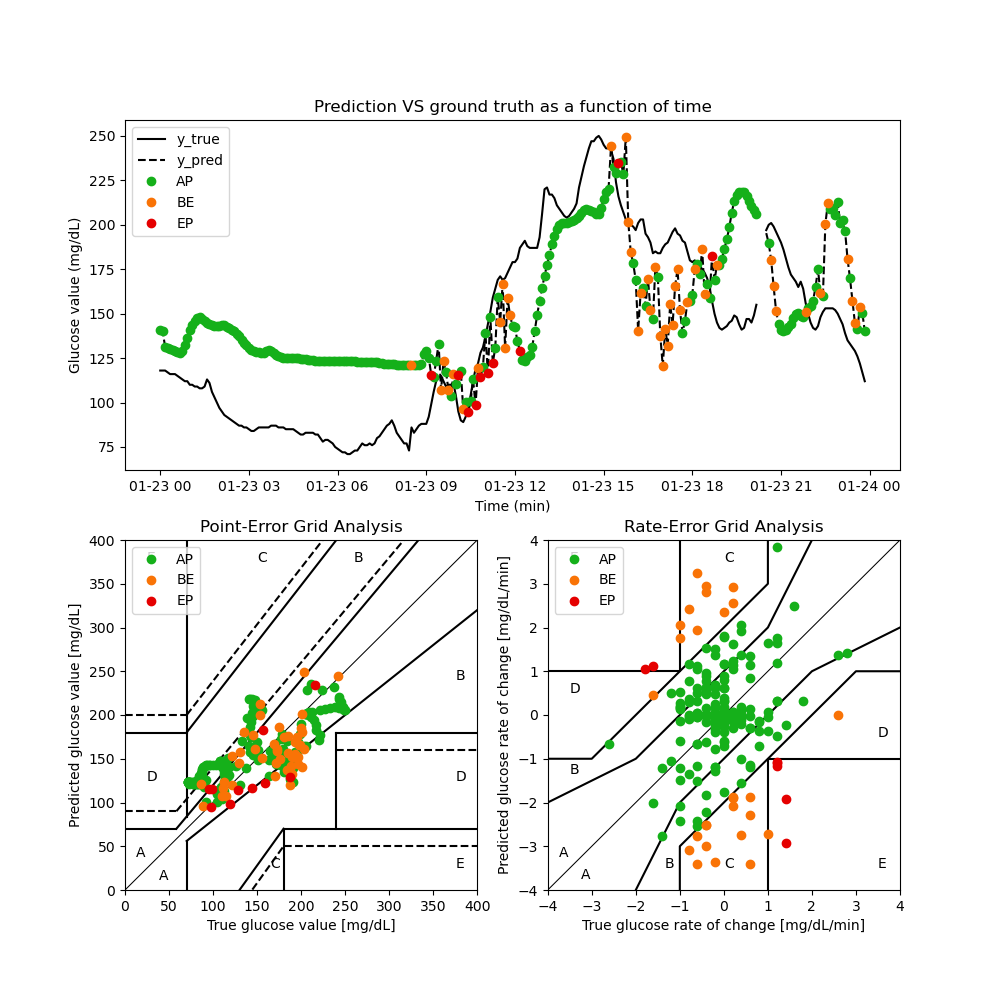 Prediction VS ground truth as a function of time
Glucose value (mg/dL)
250
225
200
175
150
125
100
75
y_true
y_pred
AP
BE
EP
01-23 00 01-23 03 01-23 06 01-23 09 01-23 12 01-23 15 01-23 18 01-23 21 01-24 00
Time (min)
Point-Error Grid Analysis
Predicted glucose value [mg/dL]
400
350
300
250
200
150
100
50
0
AP
BE
EP
C
B
B
D
D
A
A
C
E
0 50 100 150 200 250 300 350 400
True glucose value [mg/dL]
Rate-Error Grid Analysis
Predicted glucose rate of change [mg/dL/min]
4
3
2
1
0
−1
−2
−3
−4
AP
BE
EP
C
D
D
B
A
A
B
C
E
−4 −3 −2 −1 0 1 2 3 4
True glucose rate of change [mg/dL/min]